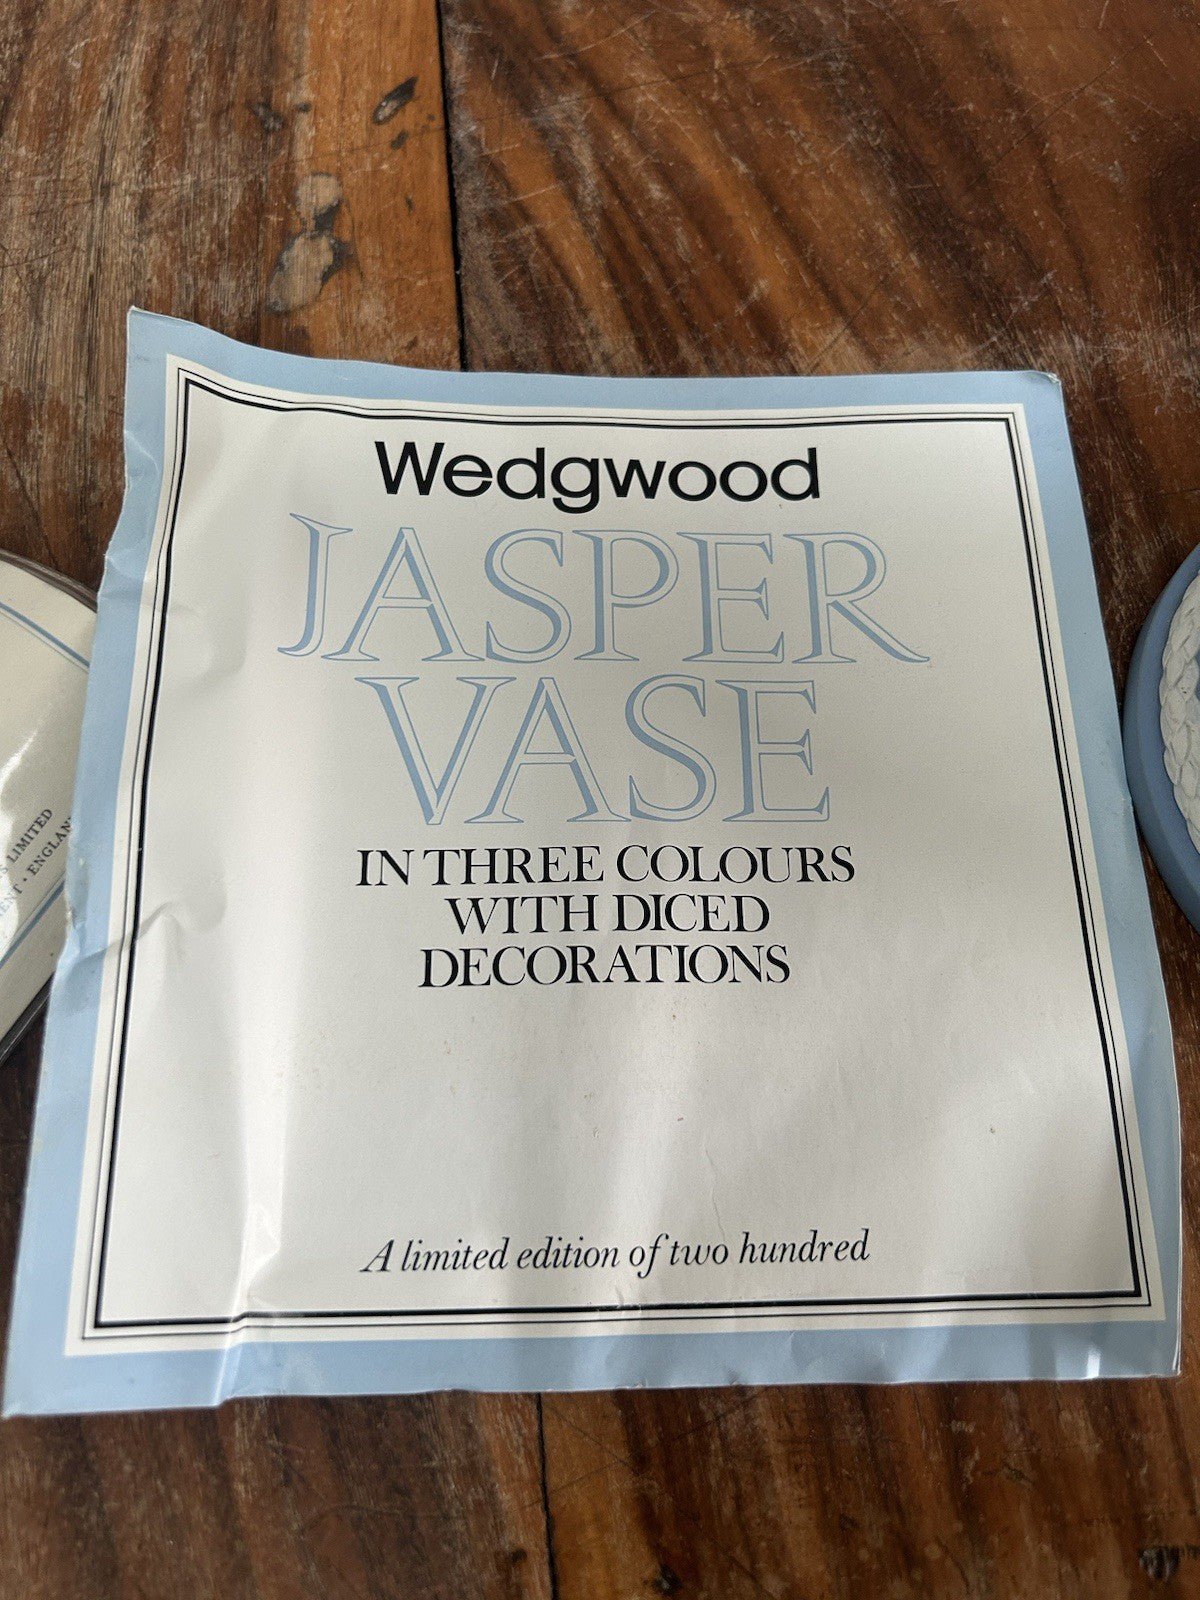 Wedgwood
JASPER
VASE
IN THREE COLOURS
WITH DICED
DECORATIONS
A limited edition of two hundred
LIMITED
ENGLAN